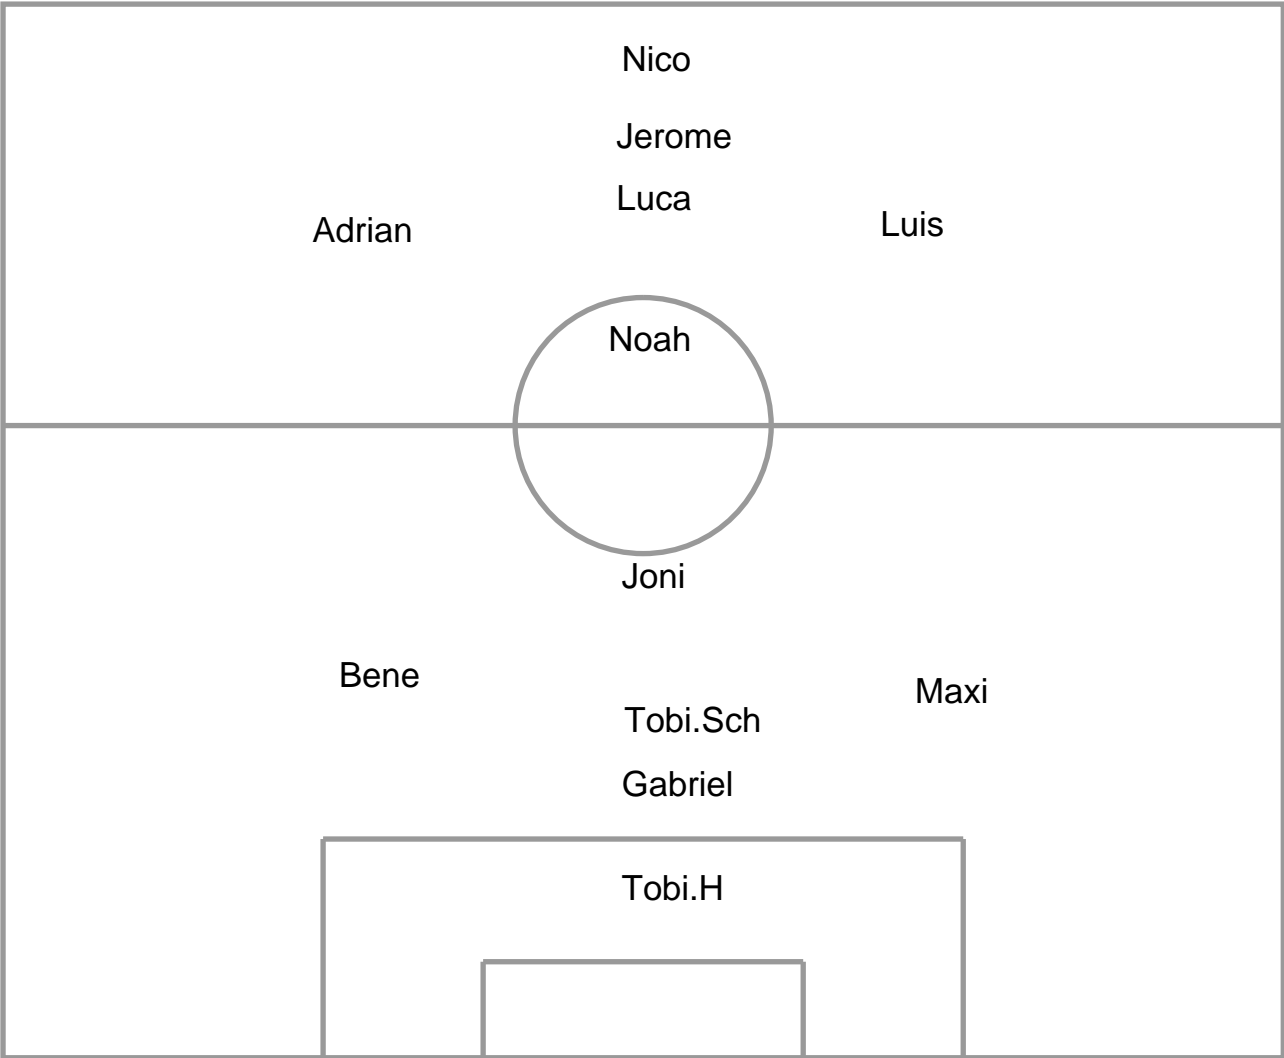 Nico
Jerome
Luca
Adrian
Luis
Noah
Joni
Bene
Maxi
Tobi.Sch
Gabriel
Tobi.H